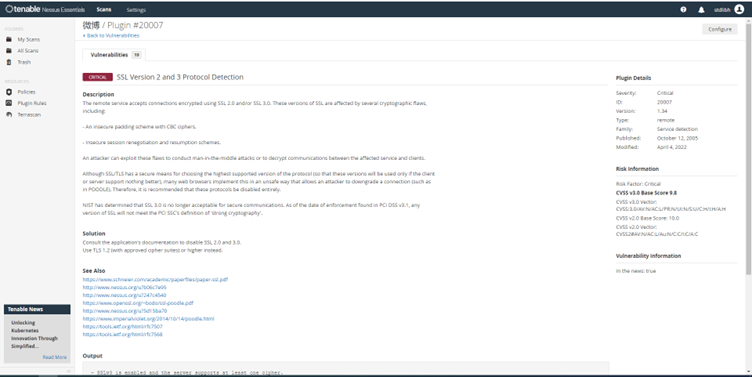 tenable Nessus Essentials Scans Settings
微博 / Plugin #20007
Configure
< Back to Vulnerabilities
My Scans
All Scans
Trash
Policies
Plugin Rules
Terrascan
Vulnerabilities
CRITICAL SSL Version 2 and 3 Protocol Detection
Description
The remote service accepts connections encrypted using SSL 2.0 and/or SSL 3.0. These versions of SSL are affected by several cryptographic flaws,
including:
- An insecure padding scheme with CBC ciphers.
- Insecure session renegotiation and resumption schemes.
An attacker can exploit these flaws to conduct man-in-the-middle attacks or to decrypt communications between the affected service and clients.
Although SSL/TLS has a secure means for choosing the highest supported version of the protocol (so that these versions will be used only if the client
or server support nothing better), many web browsers implement this in an unsafe way that allows an attacker to downgrade a connection (such as
in POODLE). Therefore, it is recommended that these protocols be disabled entirely.
NIST has determined that SSL 3.0 is no longer acceptable for secure communications. As of the date of enforcement found in PCI DSS v3.1, any
version of SSL will not meet the PCI SSC's definition of 'strong cryptography'.
Solution
Consult the application's documentation to disable SSL 2.0 and 3.0.
Use TLS 1.2 (with approved cipher suites) or higher instead.
See Also
https://www.schneier.com/academic/paperfiles/paper-ssl.pdf
http://www.nessus.org/u?b06c7e95
http://www.nessus.org/u?247c4540
https://www.openssl.org/~bodo/ssl-poodle.pdf
http://www.nessus.org/u?5d15ba70
https://www.imperialviolet.org/2014/10/14/poodle.html
https://tools.ietf.org/html/rfc7507
https://tools.ietf.org/html/rfc7568
Output
- SSLv3 is enabled and the server supports at least one cipher.
Plugin Details
Severity: Critical
ID: 20007
Version: 1.34
Type: remote
Family: Service detection
Published: October 12, 2005
Modified: April 4, 2022
Risk Information
Risk Factor: Critical
CVSS v3.0 Base Score 9.8
CVSS v3.0 Vector:
CVSS:3.0/AV:N/AC:L/PR:N/UI:N/S:U/C:H/I:H/A:H
CVSS v2.0 Base Score: 10.0
CVSS v2.0 Vector:
CVSS2#AV:N/AC:L/Au:N/C:C/I:C/A:C
Vulnerability Information
In the news: true
Tenable News
Unlocking
Kubernetes
Innovation Through
Simplified...
Read More